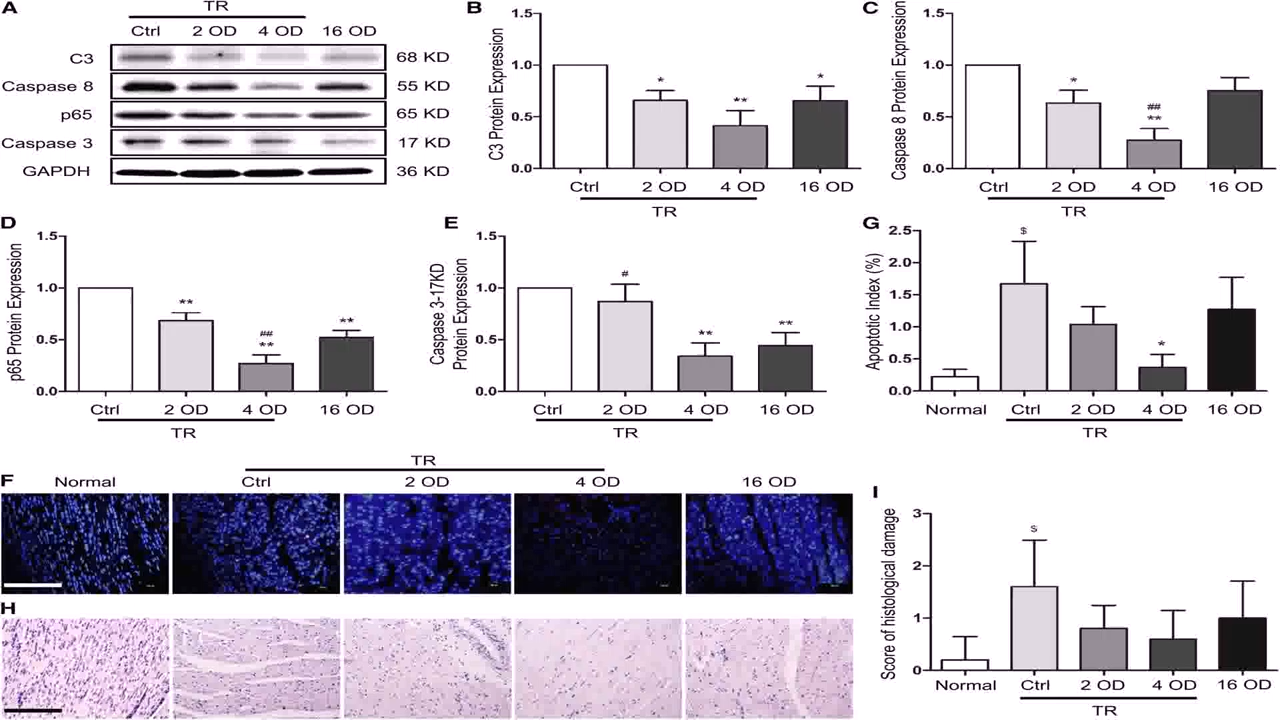 A
TR
Ctrl 2 OD 4 OD 16 OD
C3 68 KD
Caspase 8 55 KD
p65 65 KD
Caspase 3 17 KD
GAPDH 36 KD
B
C3 Protein Expression
1.5
1.0
0.5
0.0
* ** *
Ctrl 2 OD 4 OD 16 OD
TR
C
Caspase 8 Protein Expression
1.5
1.0
0.5
0.0
*
##
**
Ctrl 2 OD 4 OD 16 OD
TR
D
p65 Protein Expression
1.5
1.0
0.5
0.0
**
##
**
**
Ctrl 2 OD 4 OD 16 OD
TR
E
Caspase 3-17KD
Protein Expression
1.5
1.0
0.5
0.0
#
**
**
Ctrl 2 OD 4 OD 16 OD
TR
G
Apoptotic Index (%)
2.5
2.0
1.5
1.0
0.5
0.0
$
*
Normal Ctrl 2 OD 4 OD 16 OD
TR
TR
F Normal Ctrl 2 OD 4 OD 16 OD
H
I
Score of histological damage
3
2
1
0
$
Normal Ctrl 2 OD 4 OD 16 OD
TR